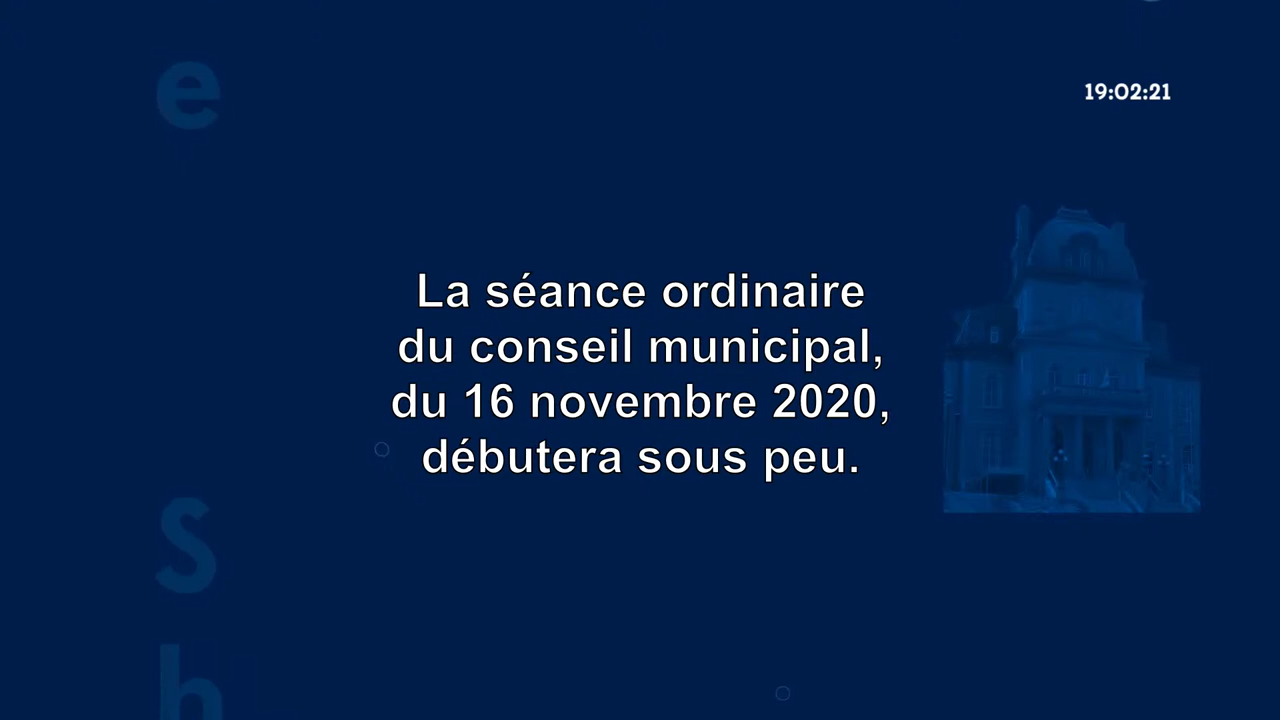 e
19:02:21
La séance ordinaire
du conseil municipal,
du 16 novembre 2020,
débutera sous peu.
S
h